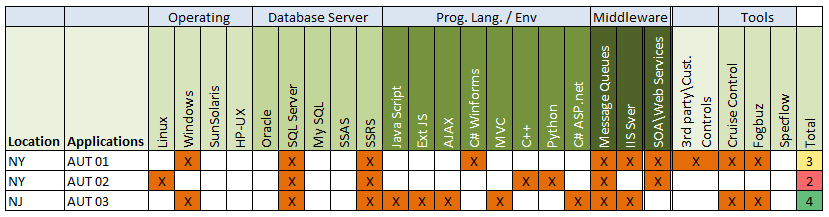 Operating Database Server Prog. Lang. / Env Middleware Tools
Location Applications
Linux
Windows
SunSolaris
HP-UX
Oracle
SQL Server
My SQL
SSAS
SSRS
Java Script
Ext JS
AJAX
C# Winforms
MVC
C++
Python
C# ASP.net
Message Queues
IIS Sver
SOA\Web Services
3rd party\Cust.
Controls
Cruise Control
Fogbuz
Specflow
Total
NY AUT 01 X X X X X X X X X X 3
NY AUT 02 X X X X X X X 2
NJ AUT 03 X X X X X X X X X X X X 4